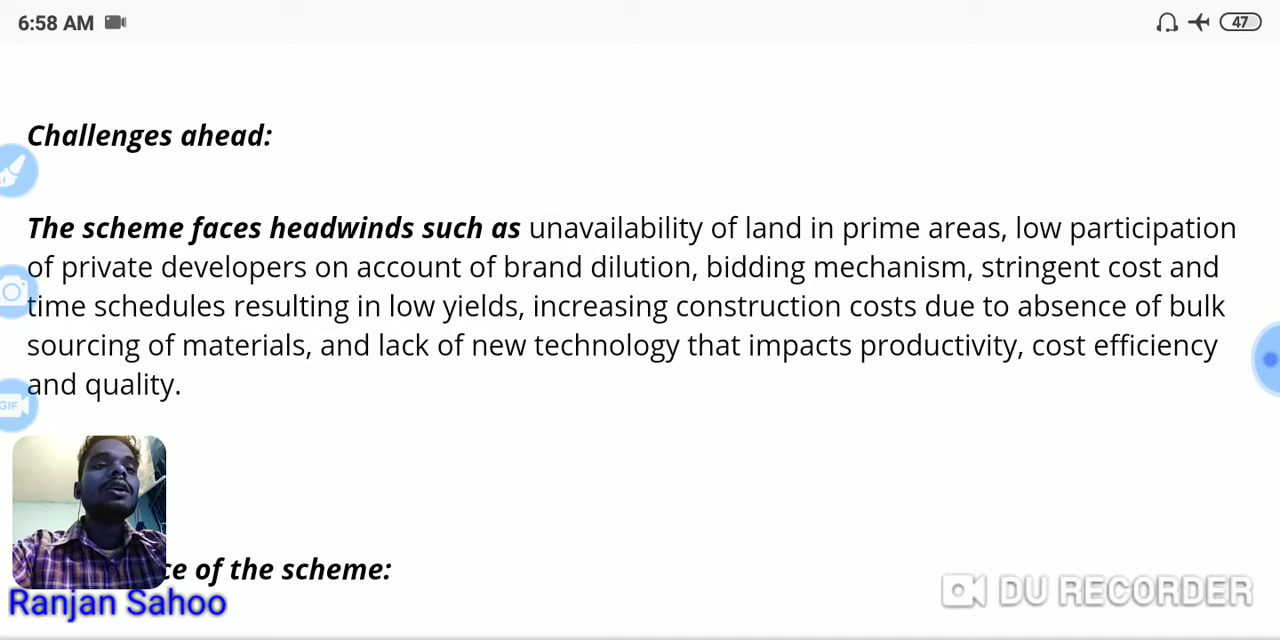 6:58 AM
47
Challenges ahead:
The scheme faces headwinds such as unavailability of land in prime areas, low participation
of private developers on account of brand dilution, bidding mechanism, stringent cost and
time schedules resulting in low yields, increasing construction costs due to absence of bulk
sourcing of materials, and lack of new technology that impacts productivity, cost efficiency
and quality.
GIF
of the scheme:
Ranjan Sahoo
DU RECORDER